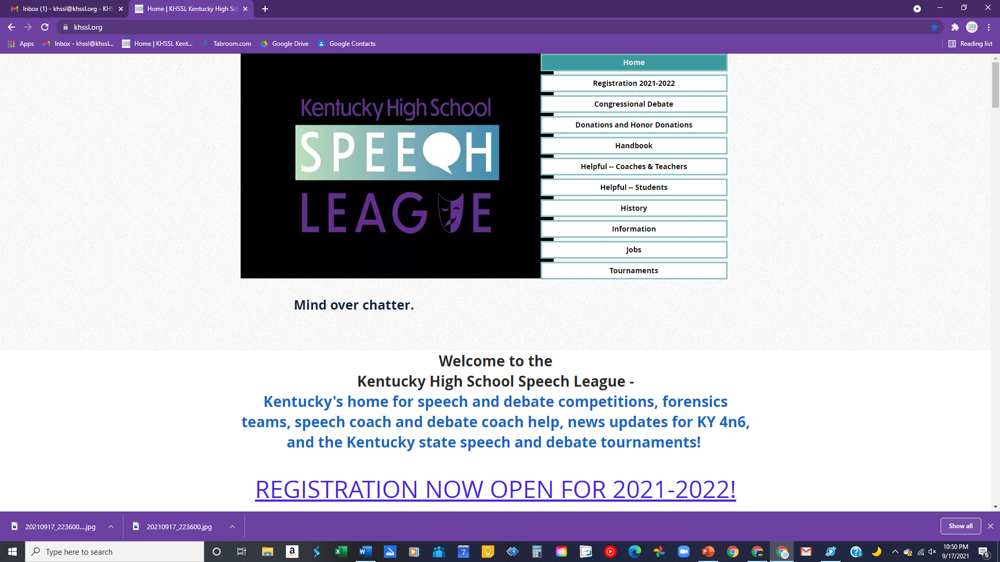 Inbox (1) - khssl@khssl.org - KHS
Home | KHSSL Kentucky High Sch
khssl.org
Apps
Inbox - khssl@khssl...
Home | KHSSL Kent...
Tabroom.com
Google Drive
Google Contacts
Reading list
Kentucky High School
SPEECH
LEAGUE
Home
Registration 2021-2022
Congressional Debate
Donations and Honor Donations
Handbook
Helpful -- Coaches & Teachers
Helpful -- Students
History
Information
Jobs
Tournaments
Mind over chatter.
Welcome to the
Kentucky High School Speech League -
Kentucky's home for speech and debate competitions, forensics
teams, speech coach and debate coach help, news updates for KY 4n6,
and the Kentucky state speech and debate tournaments!
REGISTRATION NOW OPEN FOR 2021-2022!
20210917_223600....jpg
20210917_223600.jpg
Show all
Type here to search
7
10:50 PM
9/17/2021
6